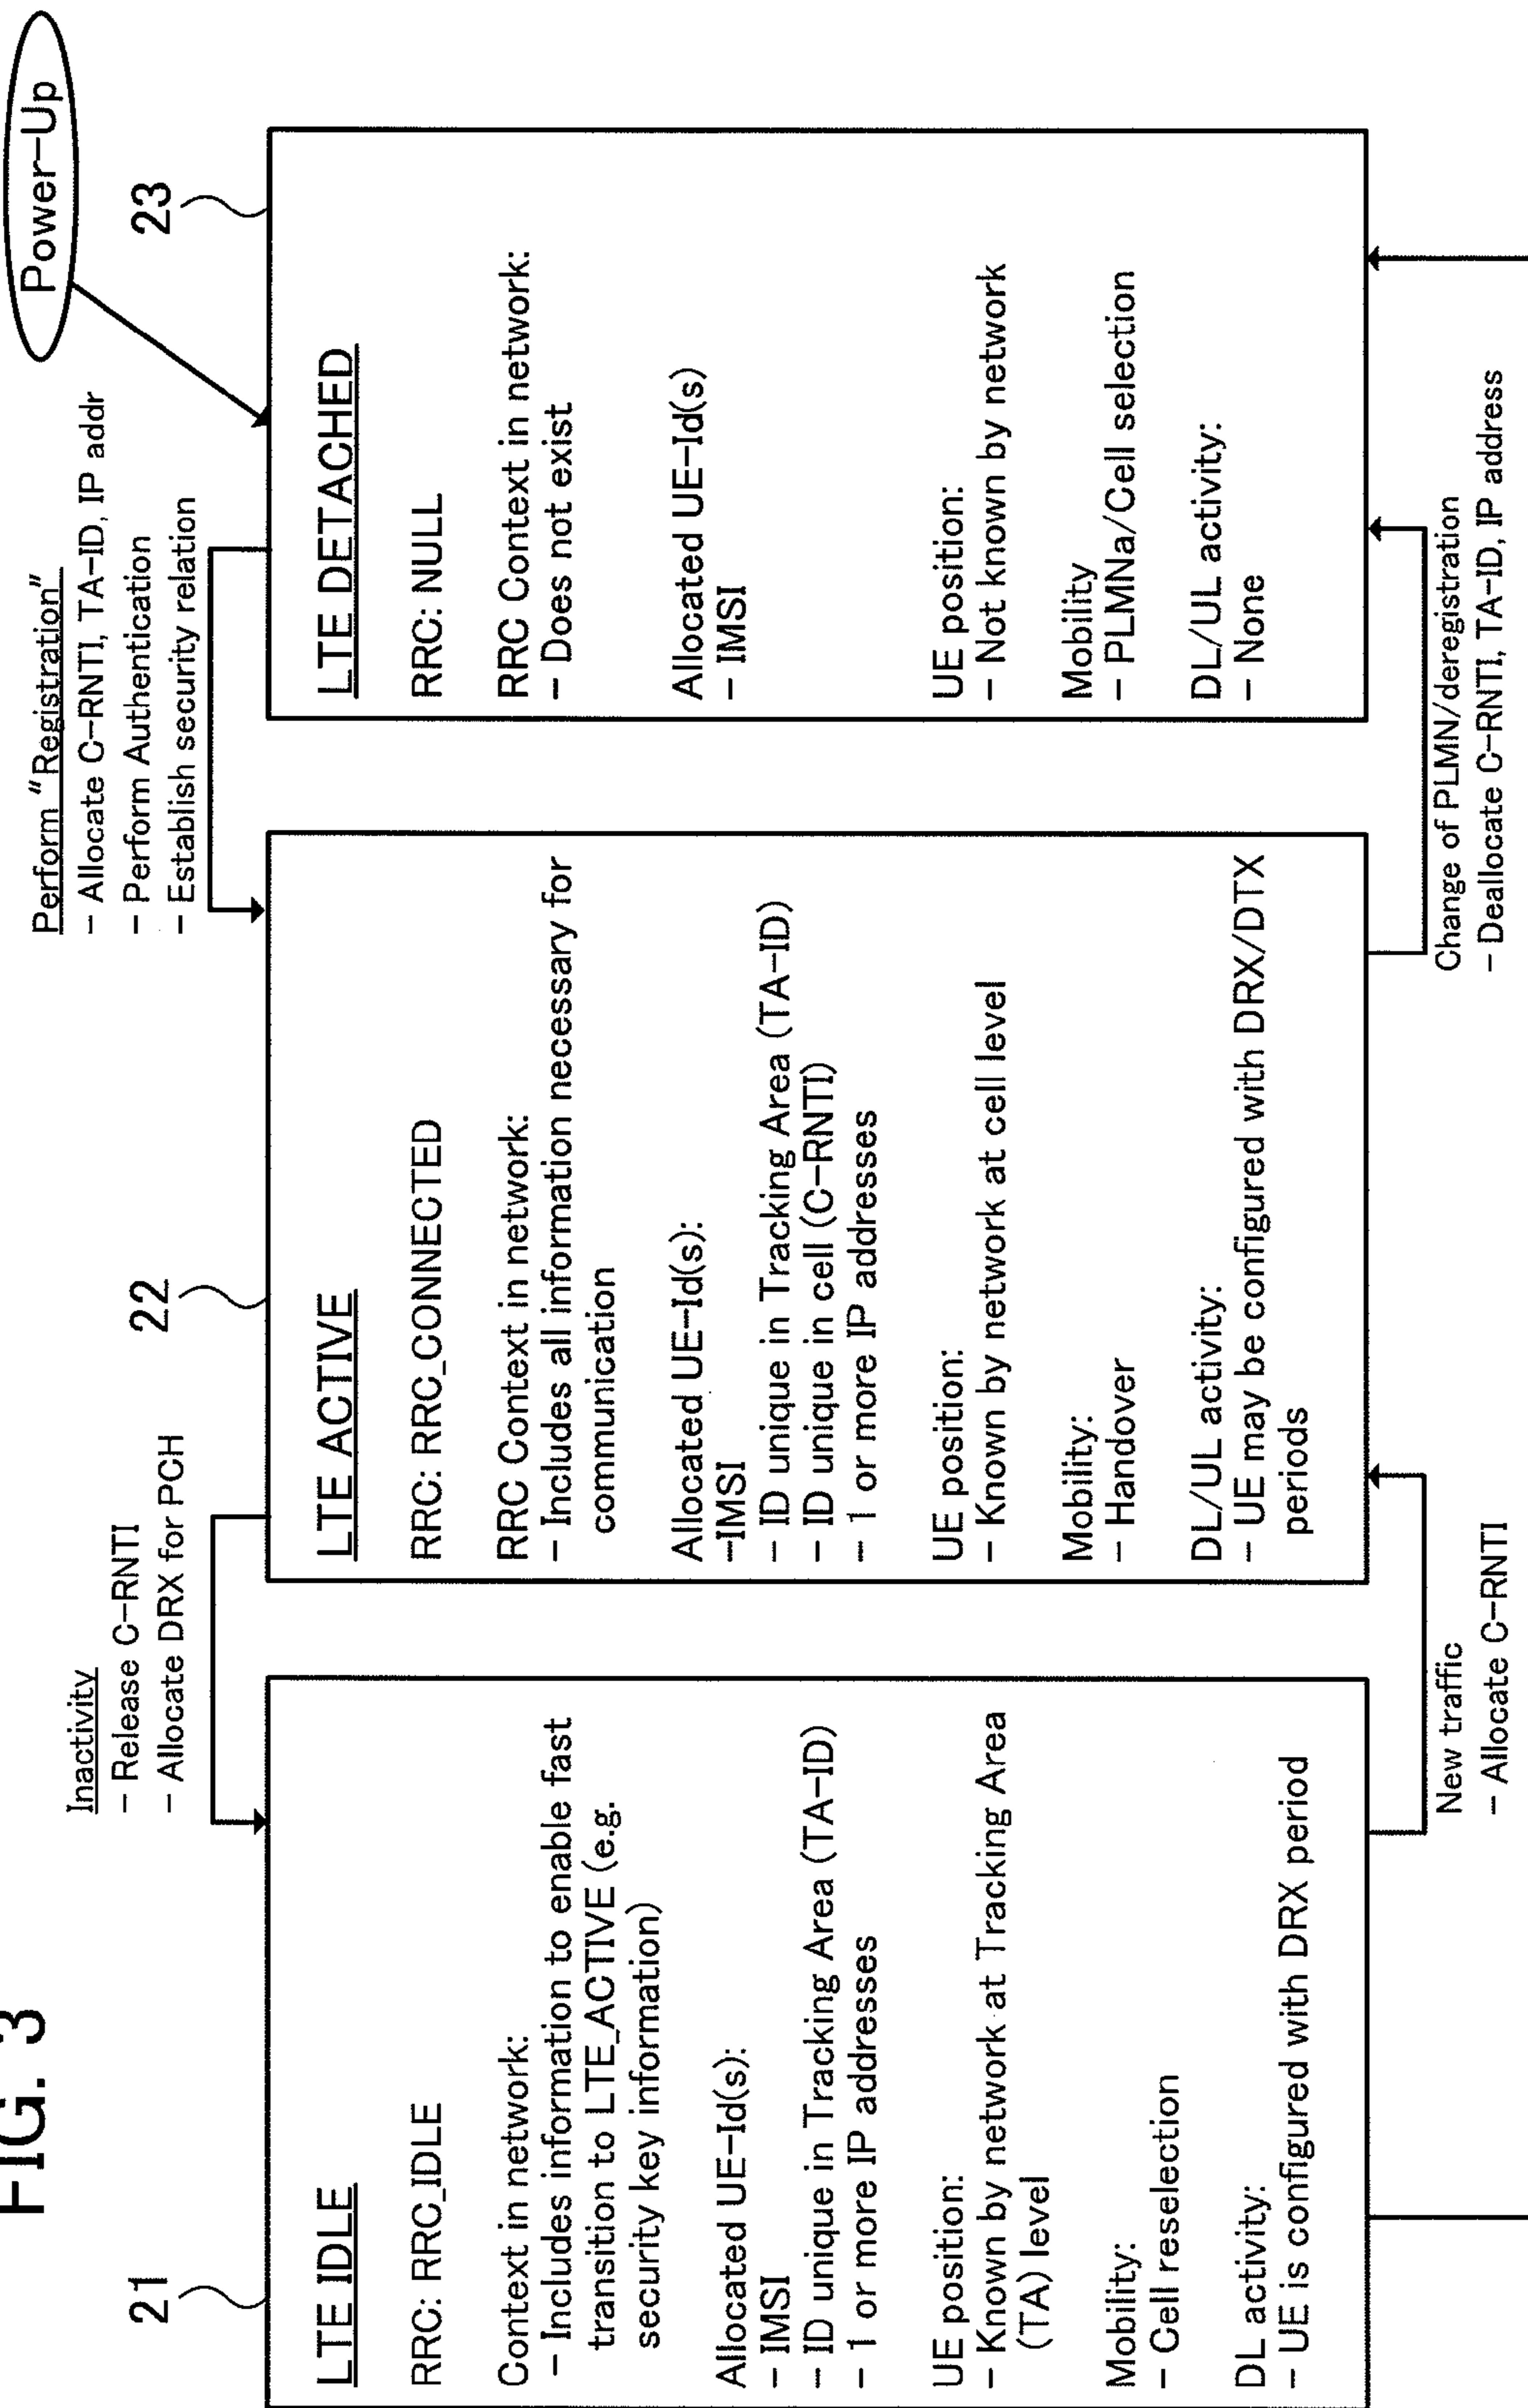 FIG. 3
Power-Up
Inactivity
- Release C-RNTI
- Allocate DRX for PCH
Perform "Registration"
- Allocate C-RNTI, TA-ID, IP addr
- Perform Authentication
- Establish security relation
21
LTE IDLE
RRC: RRC_IDLE
Context in network:
- Includes information to enable fast
transition to LTE_ACTIVE (e.g.
security key information)
Allocated UE-Id(s):
- IMSI
- ID unique in Tracking Area (TA-ID)
- 1 or more IP addresses
UE position:
- Known by network at Tracking Area
(TA) level
Mobility:
- Cell reselection
DL activity:
- UE is configured with DRX period
22
LTE ACTIVE
RRC: RRC_CONNECTED
RRC Context in network:
- Includes all information necessary for
communication
Allocated UE-Id(s):
-IMSI
- ID unique in Tracking Area (TA-ID)
- ID unique in cell (C-RNTI)
- 1 or more IP addresses
UE position:
- Known by network at cell level
Mobility:
- Handover
DL/UL activity:
- UE may be configured with DRX/DTX
periods
23
LTE DETACHED
RRC: NULL
RRC Context in network:
- Does not exist
Allocated UE-Id(s)
- IMSI
UE position:
- Not known by network
Mobility
- PLMNa/Cell selection
DL/UL activity:
- None
New traffic
- Allocate C-RNTI
Change of PLMN/deregistration
- Deallocate C-RNTI, TA-ID, IP address